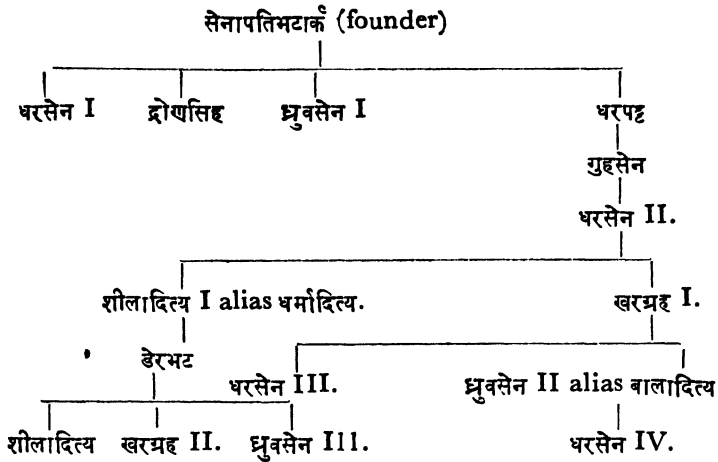 सेनापतिभटार्क (founder)
धरसेन I द्रोणसिह ध्रुवसेन I धरपट्ट
गुहसेन
धरसेन II.
शीलादित्य I alias धर्मादित्य. खरग्रह I.
डेरभट
धरसेन III. ध्रुवसेन II alias बालादित्य
शीलादित्य खरग्रह II. ध्रुवसेन III. धरसेन IV.